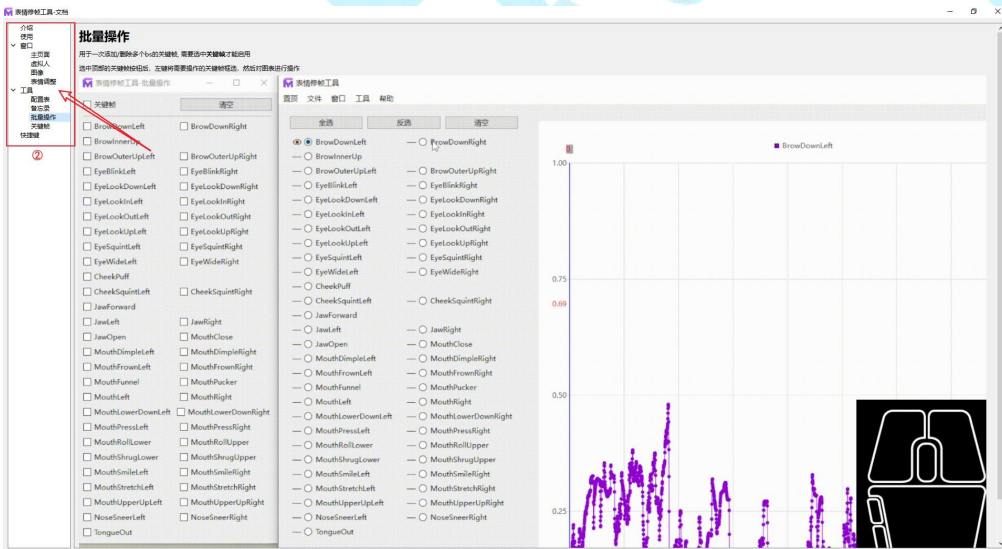 表情修帧工具-文档
介绍
使用
窗口
主页面
虚拟人
图像
表情调整
工具
配置表
备忘录
批量操作
关键帧
快捷键
②
批量操作
用于一次添加/删除多个bs的关键帧, 需要选中关键帧才能启用
选中顶部的关键帧按钮后，左键将需要操作的关键帧框选，然后对图表进行操作
表情修帧工具-批量操作
关键帧 清空
BrowDownLeft BrowDownRight
BrowInnerUp
BrowOuterUpLeft BrowOuterUpRight
EyeBlinkLeft EyeBlinkRight
EyeLookDownLeft EyeLookDownRight
EyeLookInLeft EyeLookInRight
EyeLookOutLeft EyeLookOutRight
EyeLookUpLeft EyeLookUpRight
EyeSquintLeft EyeSquintRight
EyeWideLeft EyeWideRight
CheekPuff
CheekSquintLeft CheekSquintRight
JawForward
JawLeft JawRight
JawOpen MouthClose
MouthDimpleLeft MouthDimpleRight
MouthFrownLeft MouthFrownRight
MouthFunnel MouthPucker
MouthLeft MouthRight
MouthLowerDownLeft MouthLowerDownRight
MouthPressLeft MouthPressRight
MouthRollLower MouthRollUpper
MouthShrugLower MouthShrugUpper
MouthSmileLeft MouthSmileRight
MouthStretchLeft MouthStretchRight
MouthUpperUpLeft MouthUpperUpRight
NoseSneerLeft NoseSneerRight
TongueOut
表情修帧工具
置顶 文件 窗口 工具 帮助
全选 反选 清空
BrowDownLeft BrowDownRight
BrowInnerUp
BrowOuterUpLeft BrowOuterUpRight
EyeBlinkLeft EyeBlinkRight
EyeLookDownLeft EyeLookDownRight
EyeLookInLeft EyeLookInRight
EyeLookOutLeft EyeLookOutRight
EyeLookUpLeft EyeLookUpRight
EyeSquintLeft EyeSquintRight
EyeWideLeft EyeWideRight
CheekPuff
CheekSquintLeft CheekSquintRight
JawForward
JawLeft JawRight
JawOpen MouthClose
MouthDimpleLeft MouthDimpleRight
MouthFrownLeft MouthFrownRight
MouthFunnel MouthPucker
MouthLeft MouthRight
MouthLowerDownLeft MouthLowerDownRight
MouthPressLeft MouthPressRight
MouthRollLower MouthRollUpper
MouthShrugLower MouthShrugUpper
MouthSmileLeft MouthSmileRight
MouthStretchLeft MouthStretchRight
MouthUpperUpLeft MouthUpperUpRight
NoseSneerLeft NoseSneerRight
TongueOut
BrowDownLeft
1.00
0.75
0.69
0.50
0.25